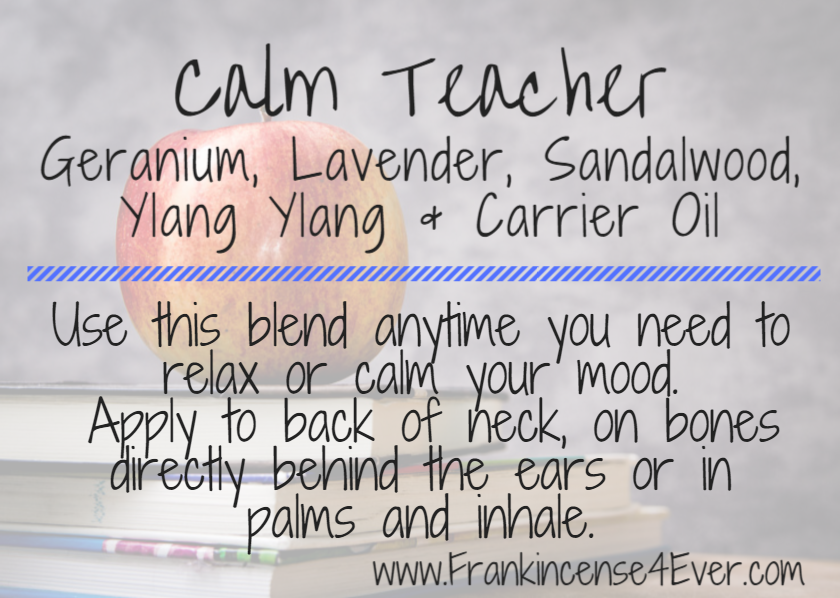 Calm Teacher
Geranium, Lavender, Sandalwood,
Ylang Ylang & Carrier Oil
Use this blend anytime you need to
relax or calm your mood.
Apply to back of neck, on bones
directly behind the ears or in
palms and inhale.
www.Frankincense4Ever.com